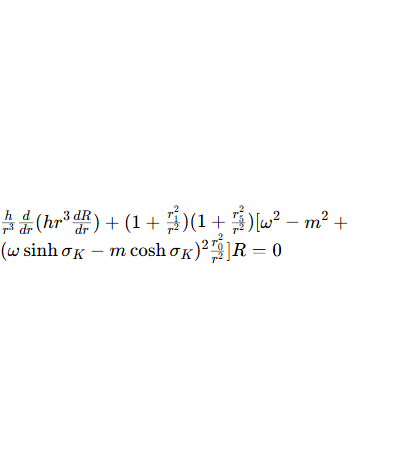 \frac{h}{r^3}\frac{d}{dr}(hr^3\frac{dR}{dr}) + (1 + \frac{r_1^2}{r^2})(1 + \frac{r_5^2}{r^2})[\omega^2 - m^2 +
(\omega \sinh \sigma_K - m \cosh \sigma_K)^2 \frac{r_0^2}{r^2}]R = 0